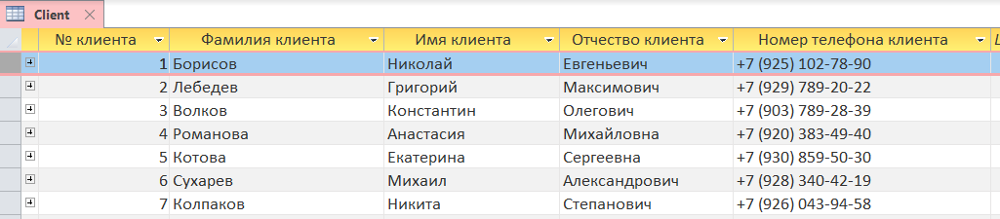 Client
№ клиента Фамилия клиента Имя клиента Отчество клиента Номер телефона клиента
1 Борисов Николай Евгеньевич +7 (925) 102-78-90
2 Лебедев Григорий Максимович +7 (929) 789-20-22
3 Волков Константин Олегович +7 (903) 789-28-39
4 Романова Анастасия Михайловна +7 (920) 383-49-40
5 Котова Екатерина Сергеевна +7 (930) 859-50-30
6 Сухарев Михаил Александрович +7 (928) 340-42-19
7 Колпаков Никита Степанович +7 (926) 043-94-58